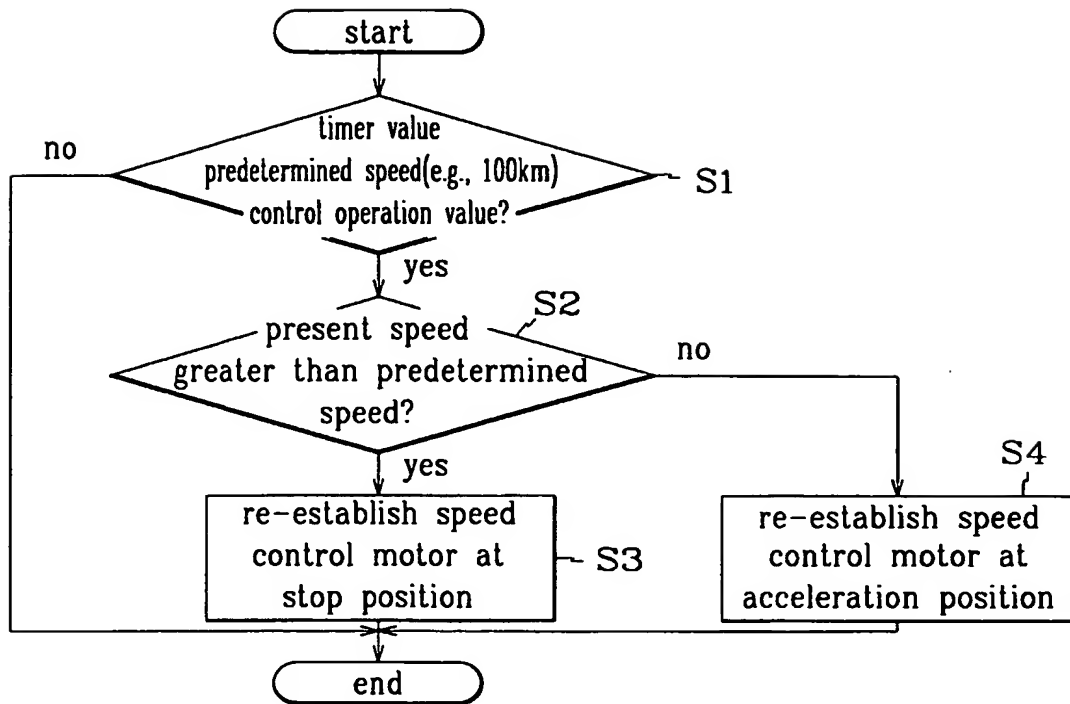 start
timer value
no
predetermined speed(e.g., 100km)
S1
control operation value?
yes
S2
present speed
no
greater than predetermined
speed?
yes
S4
re-establish speed
control motor at
stop position
S3
re-establish speed
control motor at
acceleration position
end